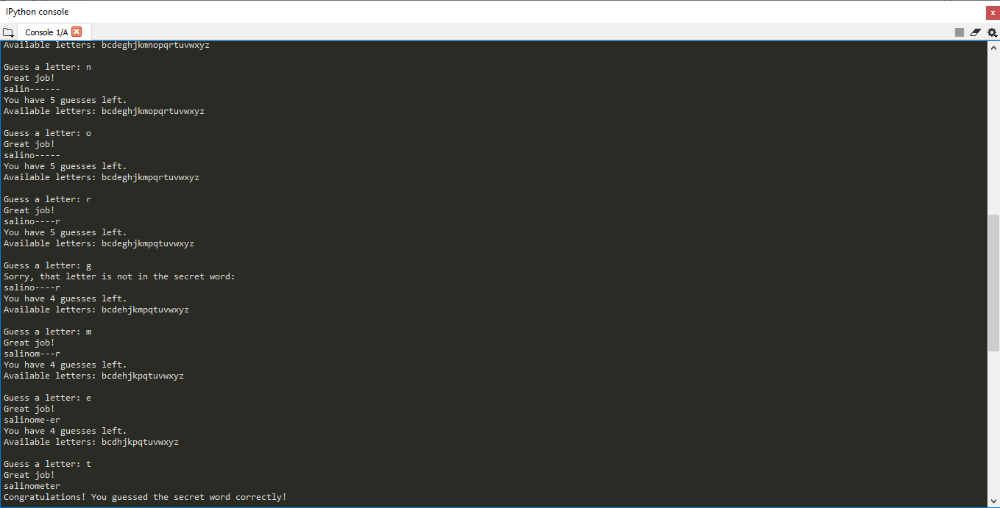 IPython console
Console 1/A
Available letters: bcdeghjkmnopqrtuvwxyz
Guess a letter: n
Great job!
salin------
You have 5 guesses left.
Available letters: bcdeghjkmopqrtuvwxyz
Guess a letter: o
Great job!
salino-----
You have 5 guesses left.
Available letters: bcdeghjkmpqrtuvwxyz
Guess a letter: r
Great job!
salino----r
You have 5 guesses left.
Available letters: bcdeghjkmpqtuvwxyz
Guess a letter: g
Sorry, that letter is not in the secret word:
salino----r
You have 4 guesses left.
Available letters: bcdehjkmpqtuvwxyz
Guess a letter: m
Great job!
salinom---r
You have 4 guesses left.
Available letters: bcdehjkpqtuvwxyz
Guess a letter: e
Great job!
salinome-er
You have 4 guesses left.
Available letters: bcdhjkpqtuvwxyz
Guess a letter: t
Great job!
salinometer
Congratulations! You guessed the secret word correctly!